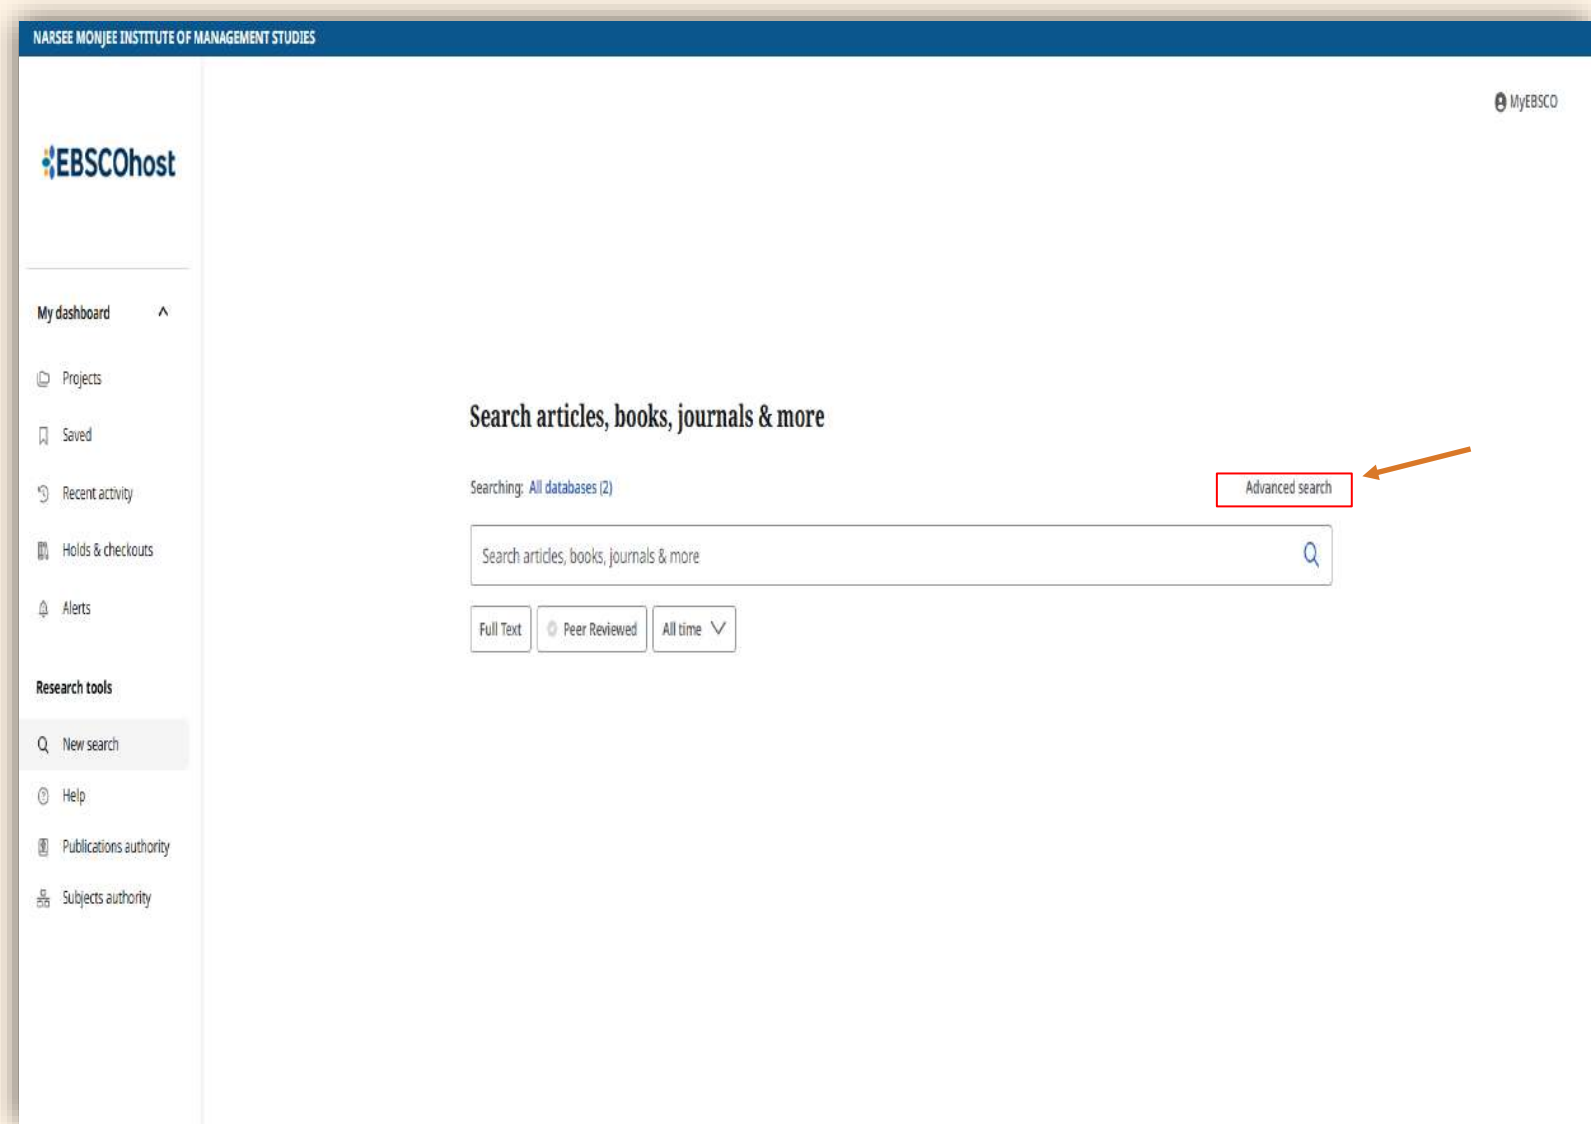 NARSEE MONJEE INSTITUTE OF MANAGEMENT STUDIES
MyEBSCO
EBSCOhost
My dashboard
Projects
Saved
Recent activity
Holds & checkouts
Alerts
Research tools
New search
Help
Publications authority
Subjects authority
Search articles, books, journals & more
Searching: All databases (2)
Advanced search
Search articles, books, journals & more
Full Text
Peer Reviewed
All time